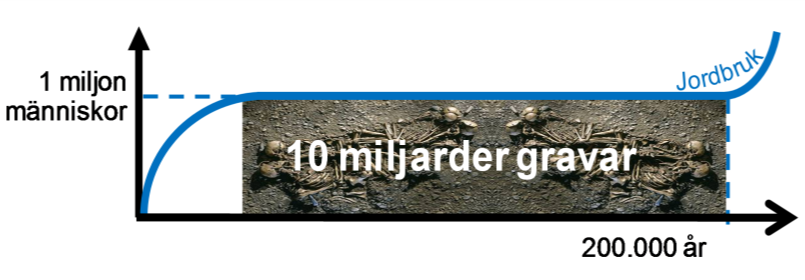 1 miljon
människor
Jordbruk
10 miljarder gravar
200.000 år